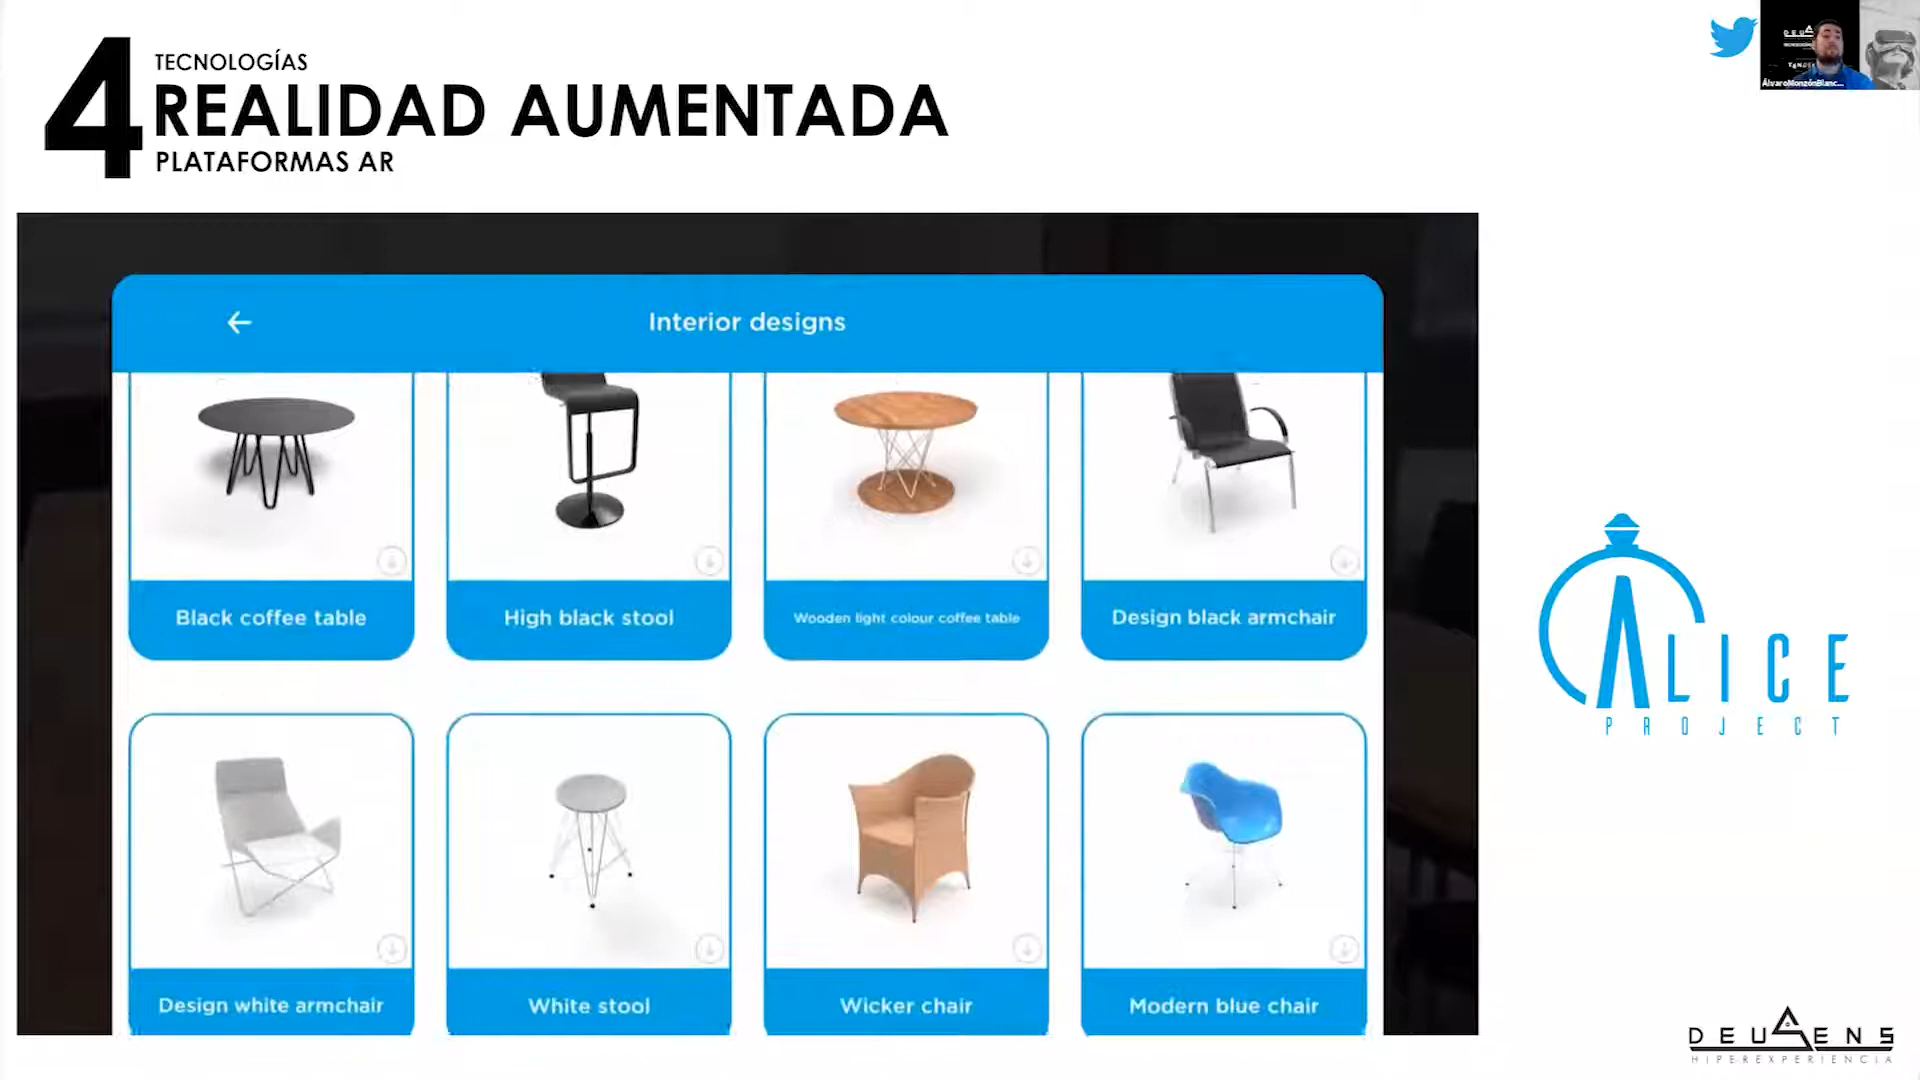 4
TECNOLOGÍAS
REALIDAD AUMENTADA
PLATAFORMAS AR
ÁlvaroMonzónBlanc...
Interior designs
Black coffee table
High black stool
Wooden light colour coffee table
Design black armchair
Design white armchair
White stool
Wicker chair
Modern blue chair
ALICE
PROJECT
DEUSENS
HIPEREXPERIENCIA